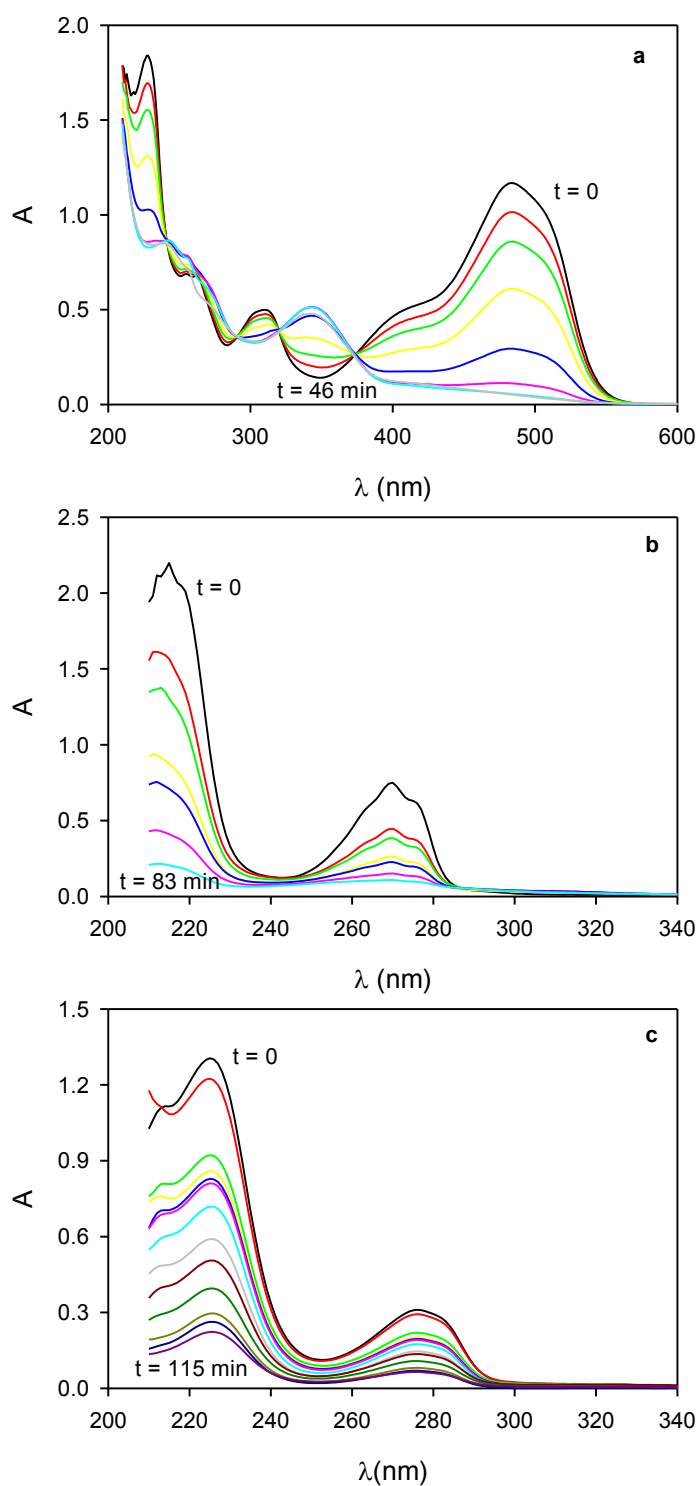 2.0
a
1.5
t = 0
A
1.0
0.5
t = 46 min
0.0
200 300 400 500 600
λ (nm)
2.5
b
2.0
t = 0
1.5
A
1.0
0.5
t = 83 min
0.0
200 220 240 260 280 300 320 340
λ (nm)
1.5
c
t = 0
1.2
0.9
A
0.6
0.3
t = 115 min
0.0
200 220 240 260 280 300 320 340
λ(nm)